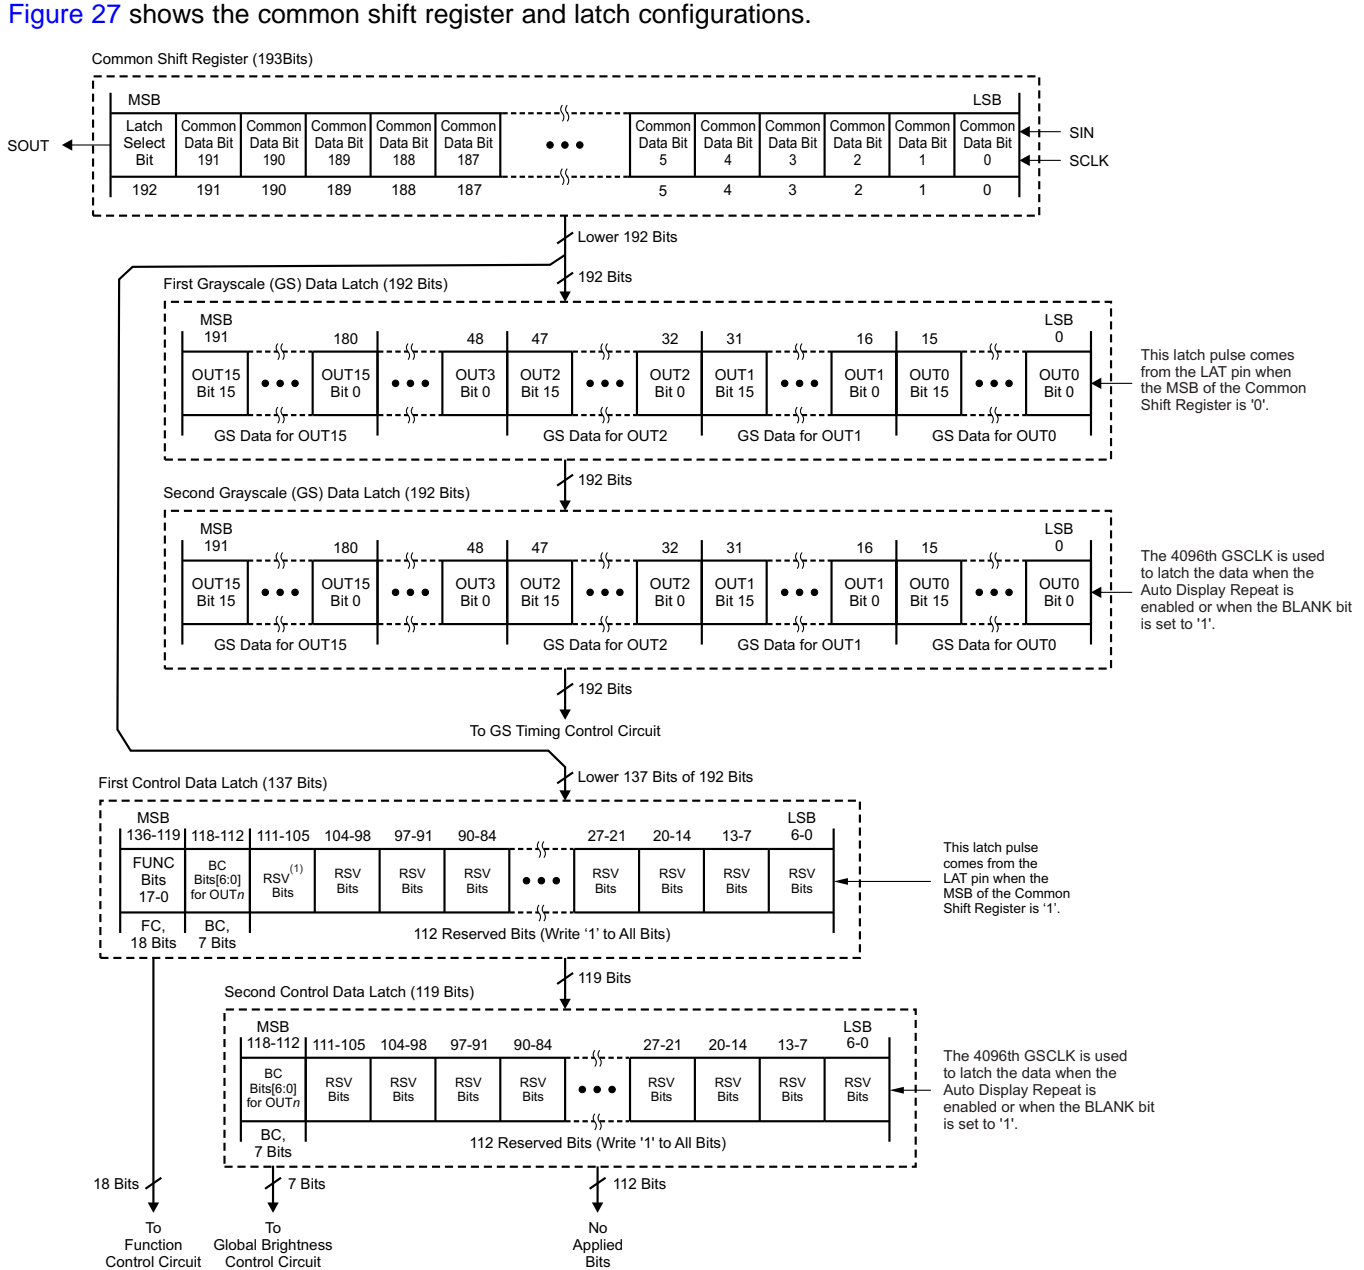 Figure 27 shows the common shift register and latch configurations.
Common Shift Register (193Bits)
MSB LSB
Latch Select Bit
Common Data Bit 191
Common Data Bit 190
Common Data Bit 189
Common Data Bit 188
Common Data Bit 187
Common Data Bit 5
Common Data Bit 4
Common Data Bit 3
Common Data Bit 2
Common Data Bit 1
Common Data Bit 0
SOUT
SIN
SCLK
192 191 190 189 188 187 5 4 3 2 1 0
Lower 192 Bits
192 Bits
First Grayscale (GS) Data Latch (192 Bits)
MSB LSB
191 180 48 47 32 31 16 15 0
OUT15 Bit 15
OUT15 Bit 0
OUT3 Bit 0
OUT2 Bit 15
OUT2 Bit 0
OUT1 Bit 15
OUT1 Bit 0
OUT0 Bit 15
OUT0 Bit 0
GS Data for OUT15 GS Data for OUT2 GS Data for OUT1 GS Data for OUT0
This latch pulse comes
from the LAT pin when
the MSB of the Common
Shift Register is '0'.
192 Bits
Second Grayscale (GS) Data Latch (192 Bits)
MSB LSB
191 180 48 47 32 31 16 15 0
OUT15 Bit 15
OUT15 Bit 0
OUT3 Bit 0
OUT2 Bit 15
OUT2 Bit 0
OUT1 Bit 15
OUT1 Bit 0
OUT0 Bit 15
OUT0 Bit 0
GS Data for OUT15 GS Data for OUT2 GS Data for OUT1 GS Data for OUT0
The 4096th GSCLK is used
to latch the data when the
Auto Display Repeat is
enabled or when the BLANK bit
is set to '1'.
192 Bits
To GS Timing Control Circuit
Lower 137 Bits of 192 Bits
First Control Data Latch (137 Bits)
MSB LSB
136-119 118-112 111-105 104-98 97-91 90-84 27-21 20-14 13-7 6-0
FUNC Bits 17-0
BC Bits[6:0] for OUTn
RSV(1) Bits
RSV Bits
RSV Bits
RSV Bits
RSV Bits
RSV Bits
RSV Bits
RSV Bits
FC, 18 Bits
BC, 7 Bits
112 Reserved Bits (Write ‘1’ to All Bits)
This latch pulse
comes from the
LAT pin when the
MSB of the Common
Shift Register is ‘1’.
119 Bits
Second Control Data Latch (119 Bits)
MSB LSB
118-112 111-105 104-98 97-91 90-84 27-21 20-14 13-7 6-0
BC Bits[6:0] for OUTn
RSV Bits
RSV Bits
RSV Bits
RSV Bits
RSV Bits
RSV Bits
RSV Bits
RSV Bits
BC, 7 Bits
112 Reserved Bits (Write '1' to All Bits)
The 4096th GSCLK is used
to latch the data when the
Auto Display Repeat is
enabled or when the BLANK bit
is set to '1'.
18 Bits 7 Bits 112 Bits
To Function Control Circuit
To Global Brightness Control Circuit
No Applied Bits